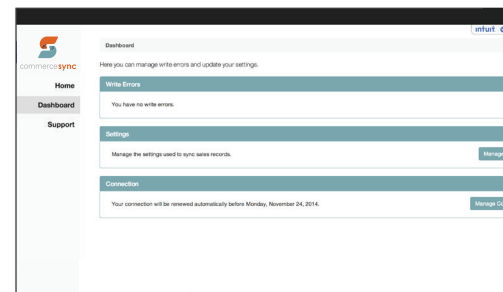 intuit
commercesync
Dashboard
Here you can manage write errors and update your settings.
Home
Write Errors
Dashboard
You have no write errors.
Support
Settings
Manage the settings used to sync sales records.
Manage
Connection
Your connection will be renewed automatically before Monday, November 24, 2014.
Manage Co